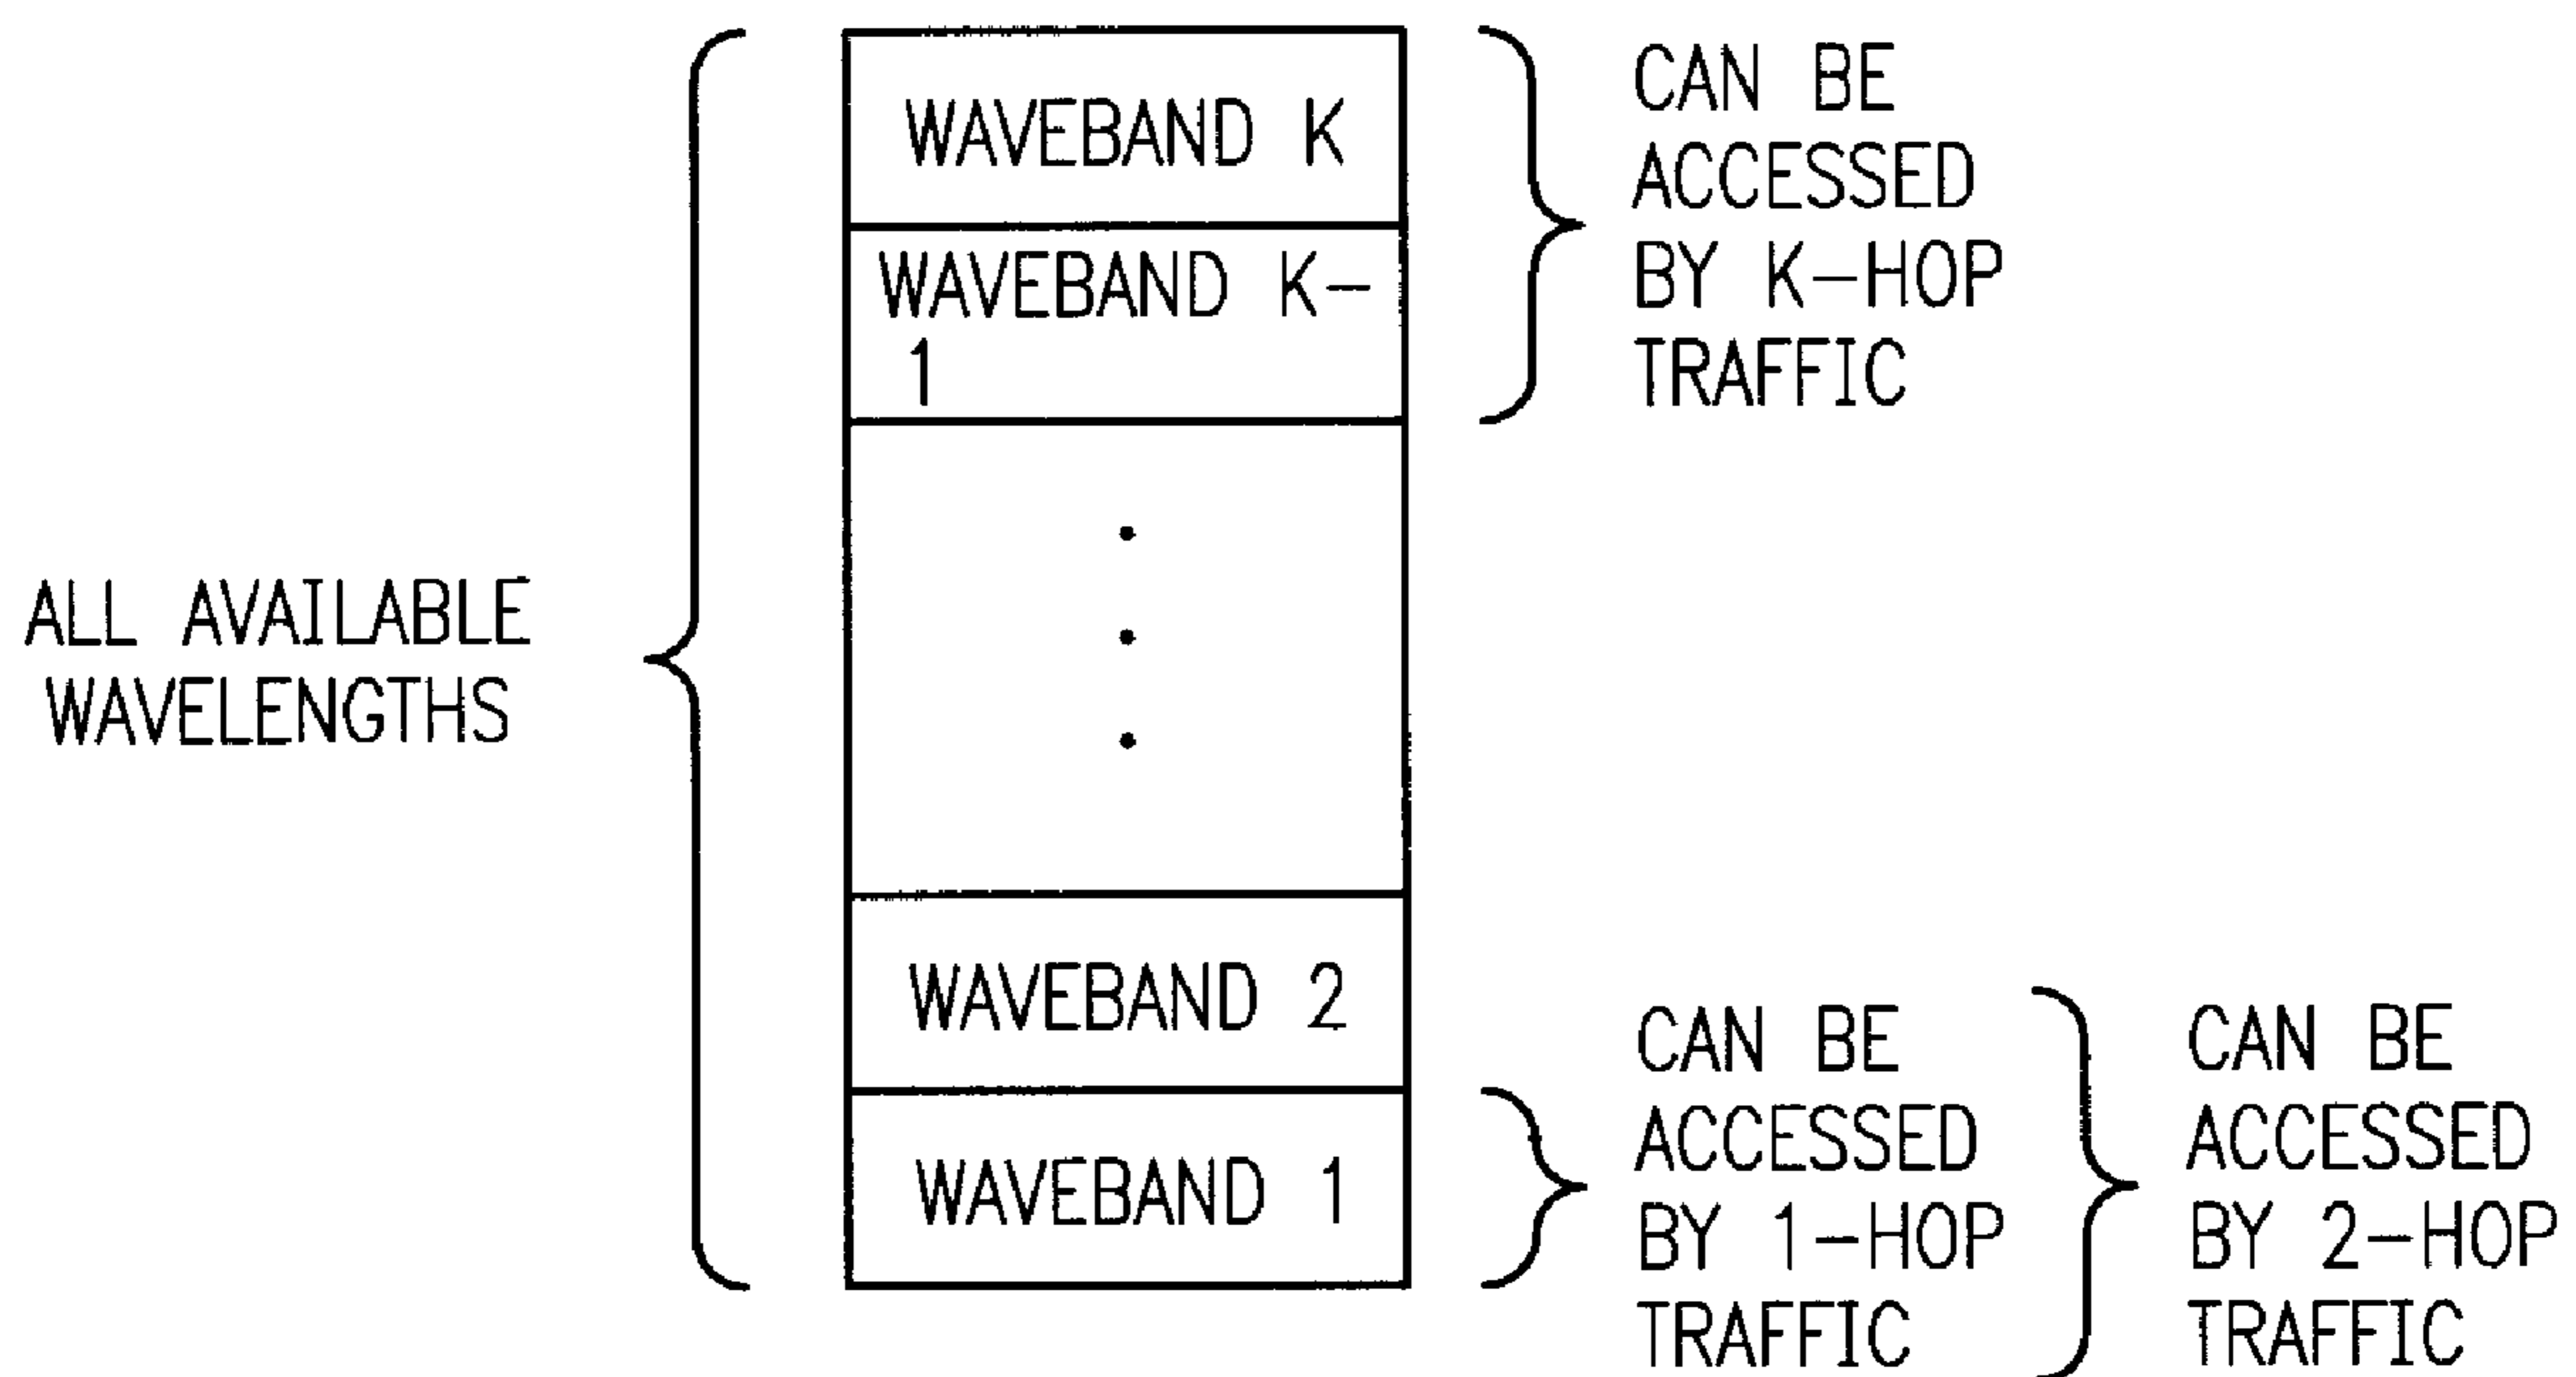 ALL AVAILABLE
WAVELENGTHS
WAVEBAND K
WAVEBAND K-
1
WAVEBAND 2
WAVEBAND 1
CAN BE
ACCESSED
BY K-HOP
TRAFFIC
CAN BE
ACCESSED
BY 1-HOP
TRAFFIC
CAN BE
ACCESSED
BY 2-HOP
TRAFFIC